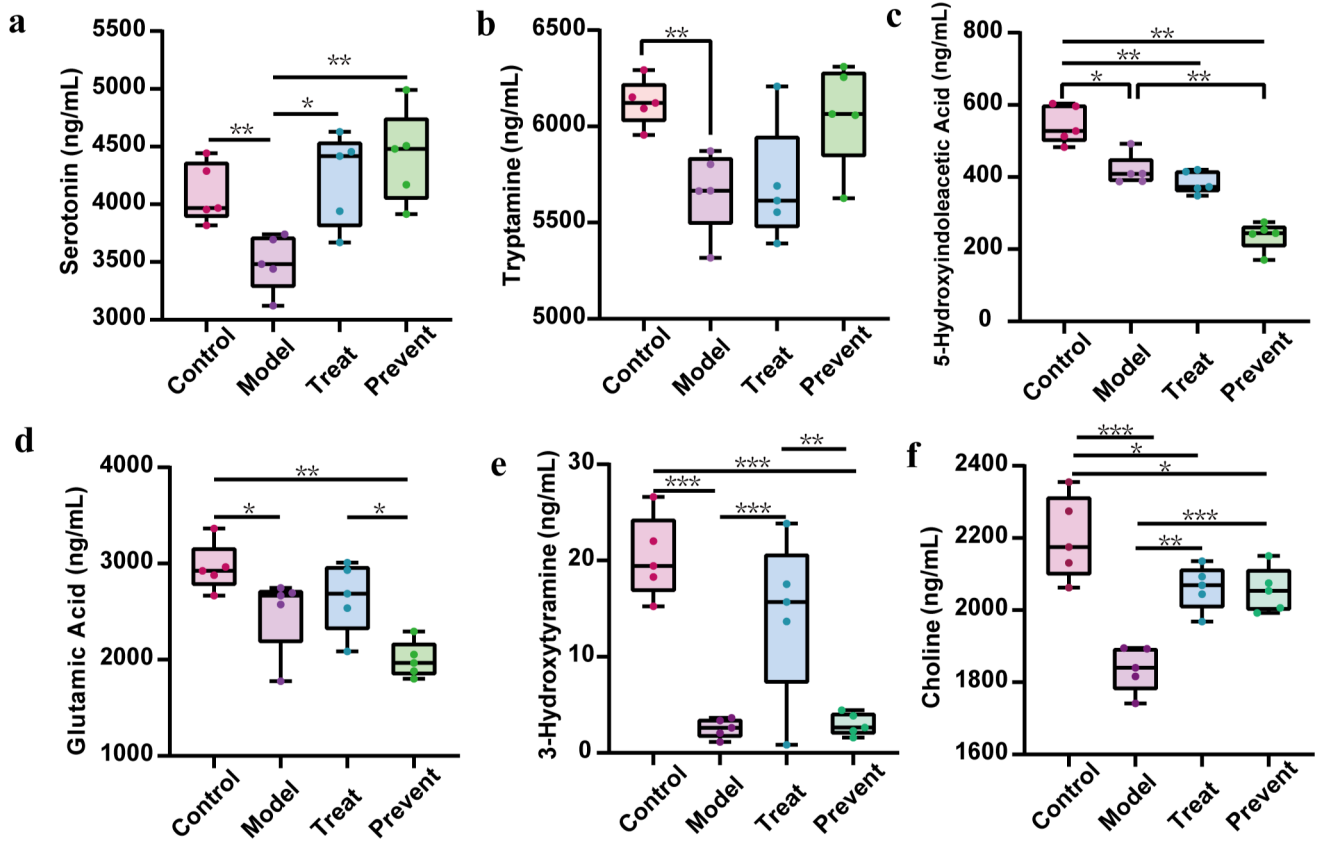 a
Serotonin (ng/mL)
5500
5000
4500
4000
3500
3000
**
*
**
Control
Model
Treat
Prevent
b
Tryptamine (ng/mL)
6500
6000
5500
5000
**
Control
Model
Treat
Prevent
c
5-Hydroxyindoleacetic Acid (ng/mL)
800
600
400
200
0
**
**
*
**
Control
Model
Treat
Prevent
d
Glutamic Acid (ng/mL)
4000
3000
2000
1000
**
*
*
Control
Model
Treat
Prevent
e
3-Hydroxytyramine (ng/mL)
30
20
10
0
**
***
***
***
Control
Model
Treat
Prevent
f
Choline (ng/mL)
2400
2200
2000
1800
1600
***
*
*
***
**
Control
Model
Treat
Prevent